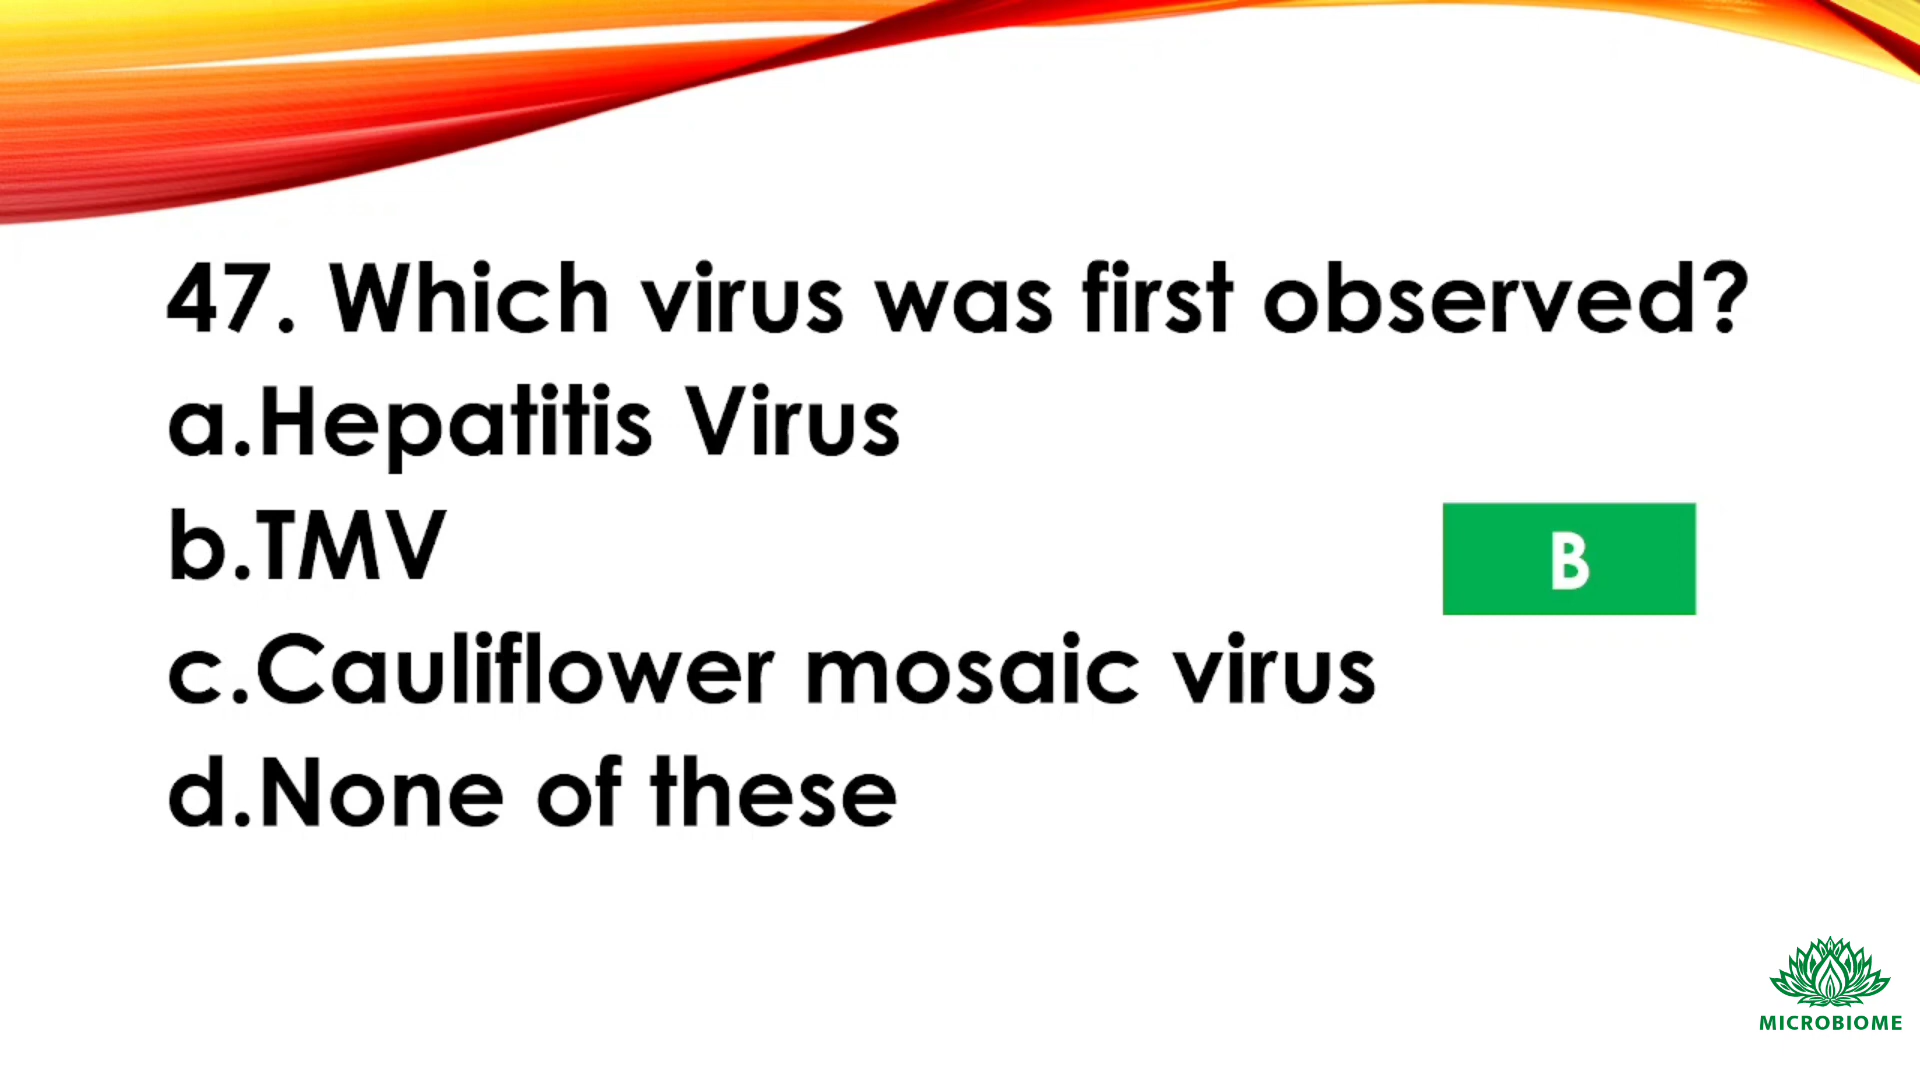 47. Which virus was first observed?
a.Hepatitis Virus
b.TMV
B
c.Cauliflower mosaic virus
d.None of these
MICROBIOME